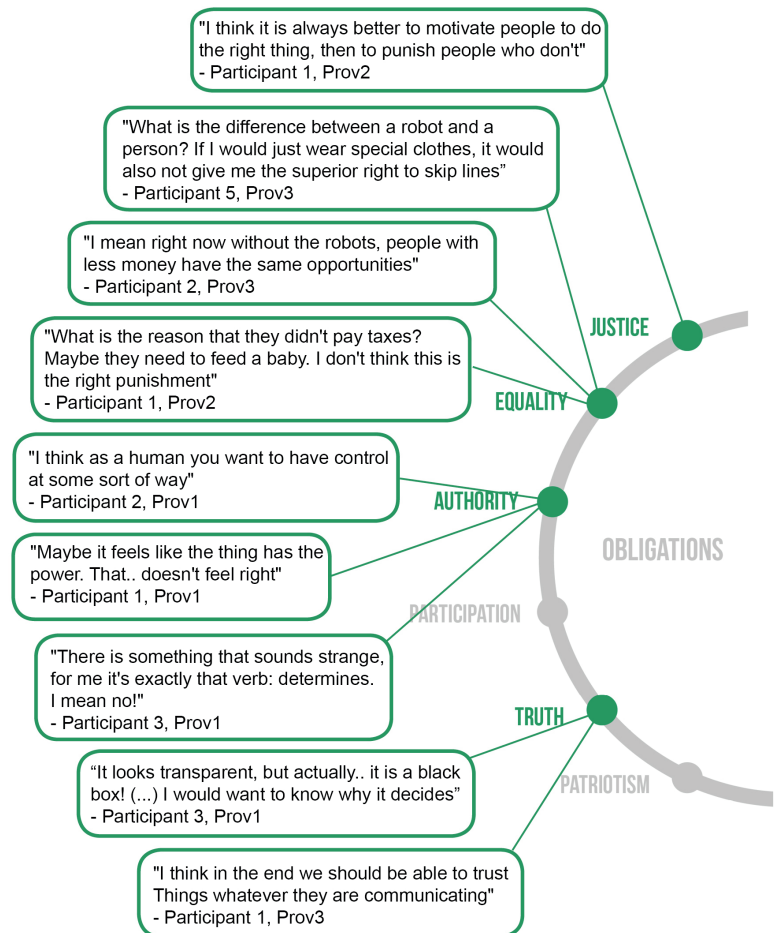 "I think it is always better to motivate people to do
the right thing, then to punish people who don't"
- Participant 1, Prov2
"What is the difference between a robot and a
person? If I would just wear special clothes, it would
also not give me the superior right to skip lines”
- Participant 5, Prov3
"I mean right now without the robots, people with
less money have the same opportunities"
- Participant 2, Prov3
JUSTICE
"What is the reason that they didn't pay taxes?
Maybe they need to feed a baby. I don't think this is
the right punishment"
- Participant 1, Prov2
EQUALITY
"I think as a human you want to have control
at some sort of way"
- Participant 2, Prov1
AUTHORITY
"Maybe it feels like the thing has the
power. That.. doesn't feel right"
- Participant 1, Prov1
OBLIGATIONS
PARTICIPATION
"There is something that sounds strange,
for me it's exactly that verb: determines.
I mean no!"
- Participant 3, Prov1
TRUTH
“It looks transparent, but actually.. it is a black
box! (...) I would want to know why it decides”
- Participant 3, Prov1
PATRIOTISM
"I think in the end we should be able to trust
Things whatever they are communicating"
- Participant 1, Prov3